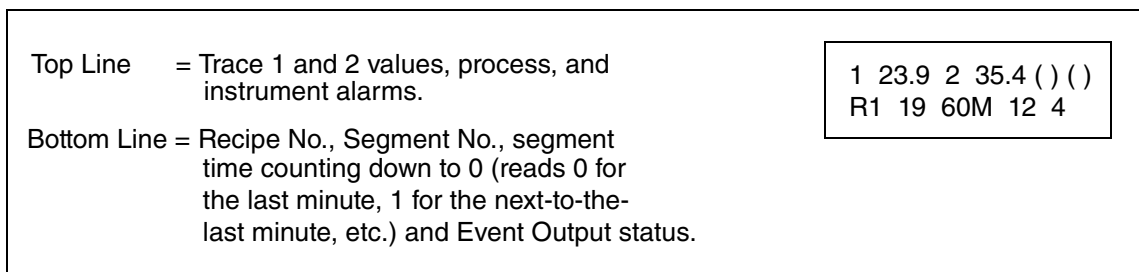 Top Line = Trace 1 and 2 values, process, and
instrument alarms.
Bottom Line = Recipe No., Segment No., segment
time counting down to 0 (reads 0 for
the last minute, 1 for the next-to-the-
last minute, etc.) and Event Output status.
1 23.9 2 35.4 ( ) ( )
R1 19 60M 12 4